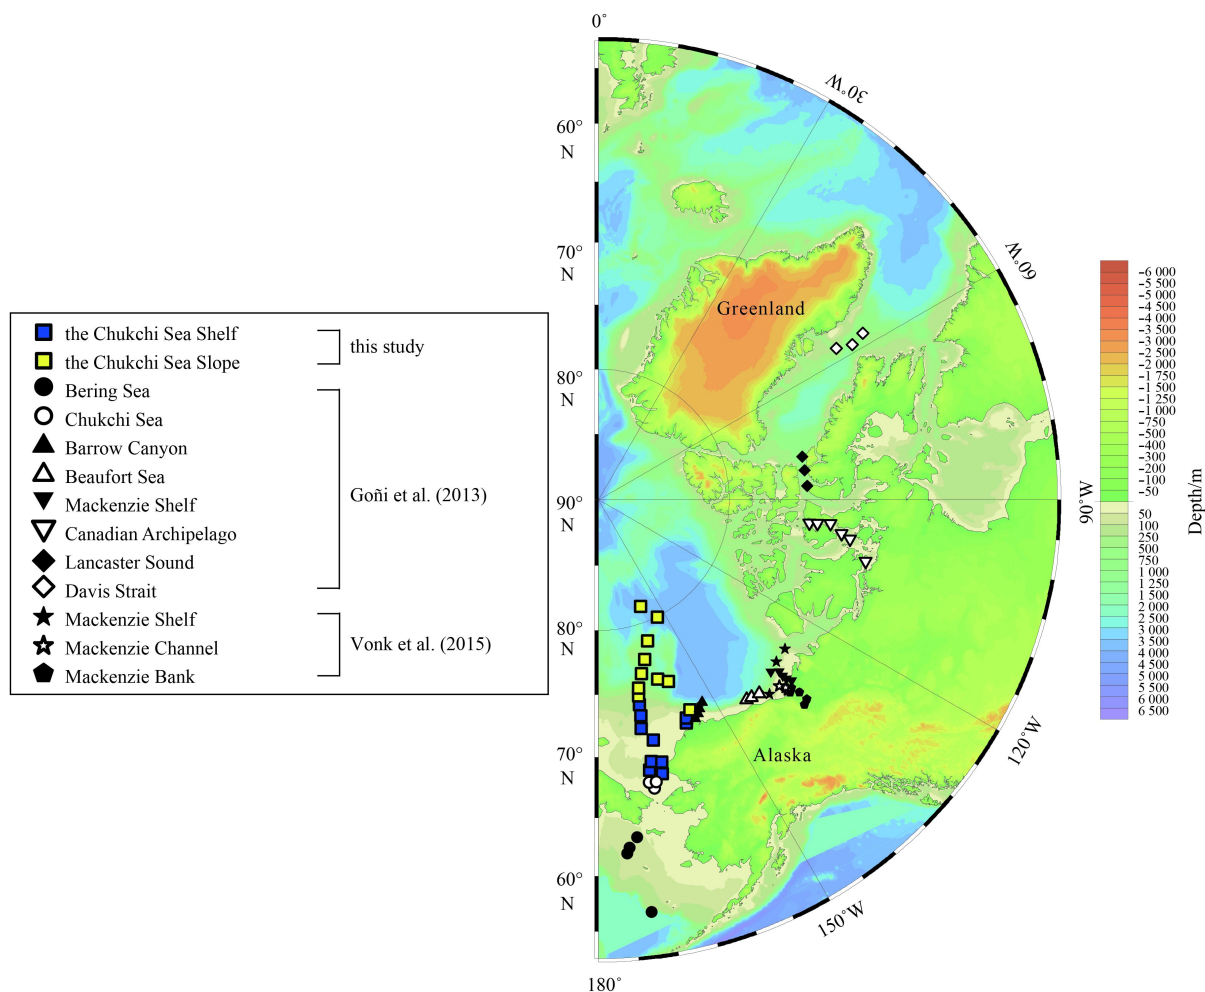 0°
30°W
60°W
90°W
120°W
150°W
180°
60°
N
70°
N
80°
N
90°
N
80°
N
70°
N
60°
N
Greenland
Alaska
the Chukchi Sea Shelf
the Chukchi Sea Slope
this study
Bering Sea
Chukchi Sea
Barrow Canyon
Beaufort Sea
Mackenzie Shelf
Canadian Archipelago
Lancaster Sound
Davis Strait
Goñi et al. (2013)
Mackenzie Shelf
Mackenzie Channel
Mackenzie Bank
Vonk et al. (2015)
-6 000
-5 500
-5 000
-4 500
-4 000
-3 500
-3 000
-2 500
-1 750
-1 500
-1 250
-1 000
-750
-500
-400
-300
-200
-100
-50
50
100
250
500
750
1 000
1 250
1 500
2 000
2 500
3 000
3 500
4 000
4 500
5 000
5 500
6 000
6 500
Depth/m